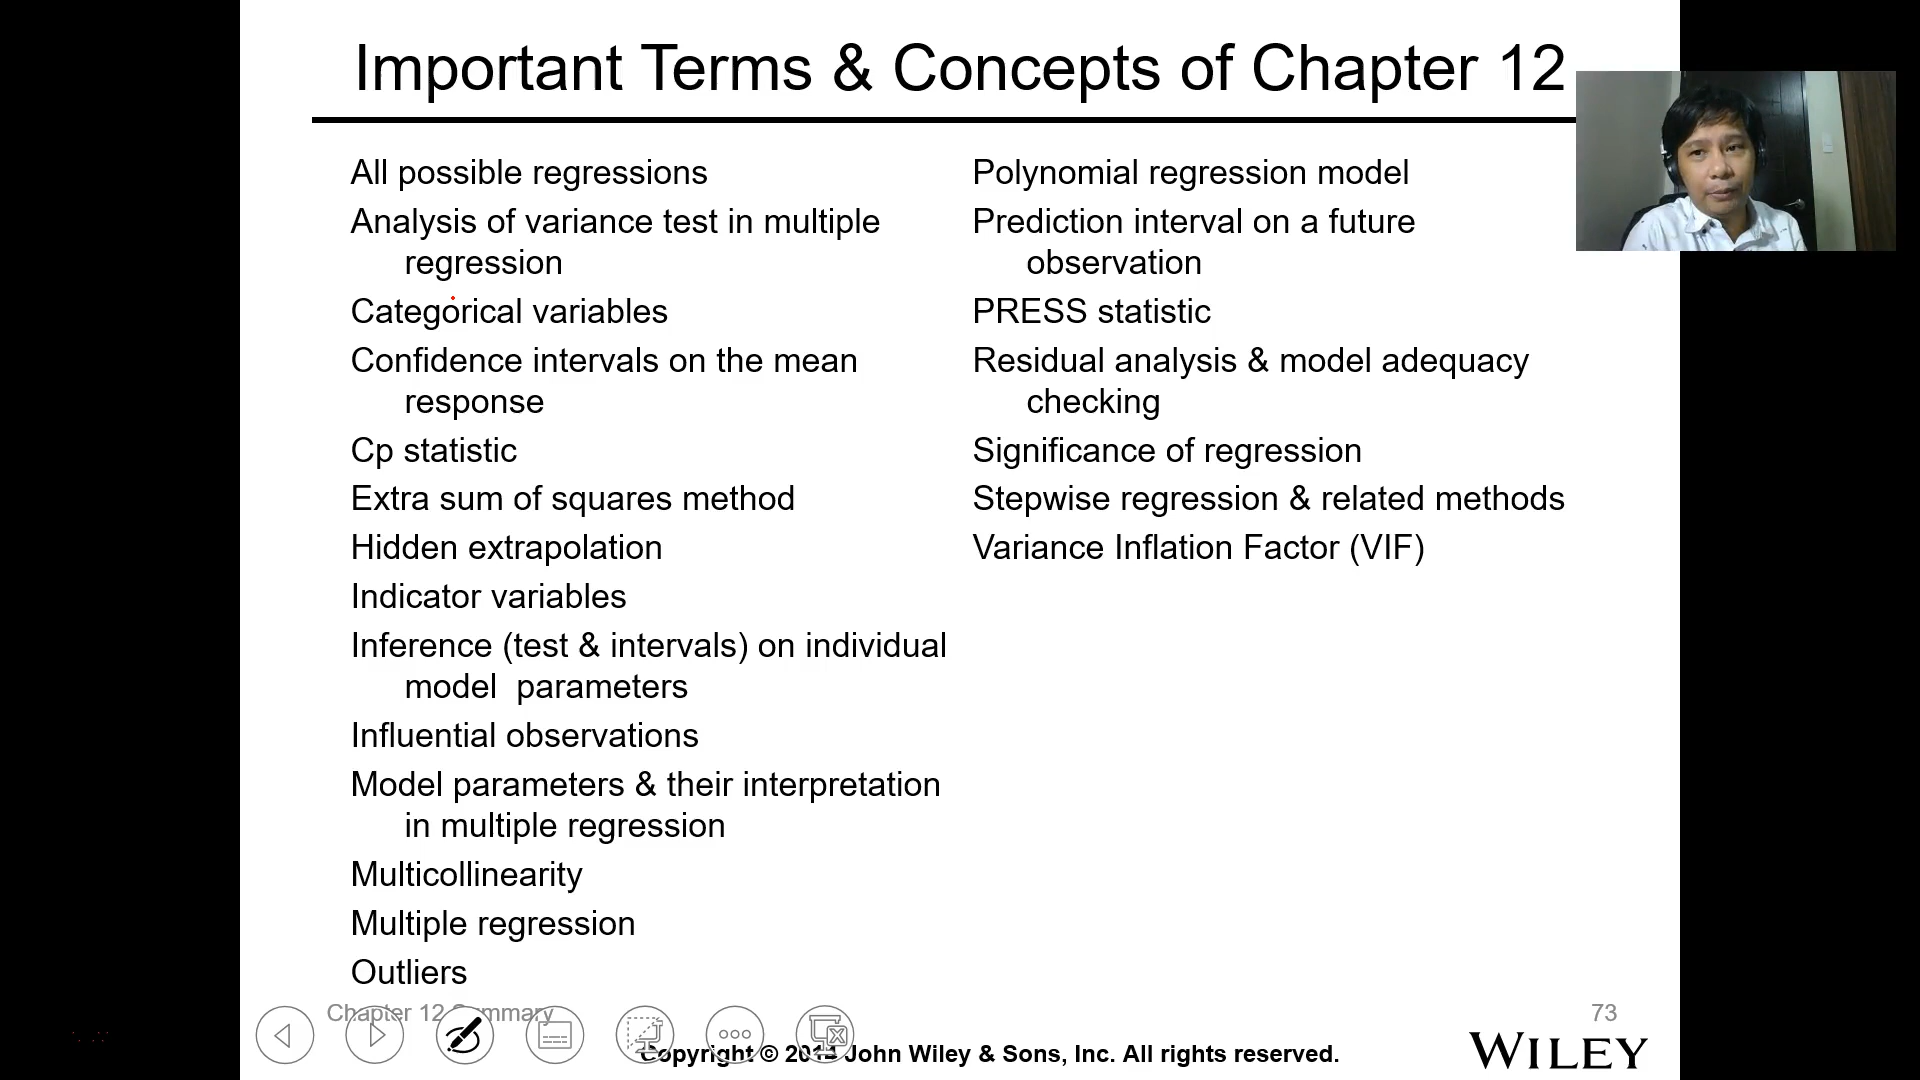 Important Terms & Concepts of Chapter 12
All possible regressions
Analysis of variance test in multiple
regression
Categorical variables
Confidence intervals on the mean
response
Cp statistic
Extra sum of squares method
Hidden extrapolation
Indicator variables
Inference (test & intervals) on individual
model parameters
Influential observations
Model parameters & their interpretation
in multiple regression
Multicollinearity
Multiple regression
Outliers
Polynomial regression model
Prediction interval on a future
observation
PRESS statistic
Residual analysis & model adequacy
checking
Significance of regression
Stepwise regression & related methods
Variance Inflation Factor (VIF)
Chapter 12 Summary
73
Copyright © 2014 John Wiley & Sons, Inc. All rights reserved.
WILEY